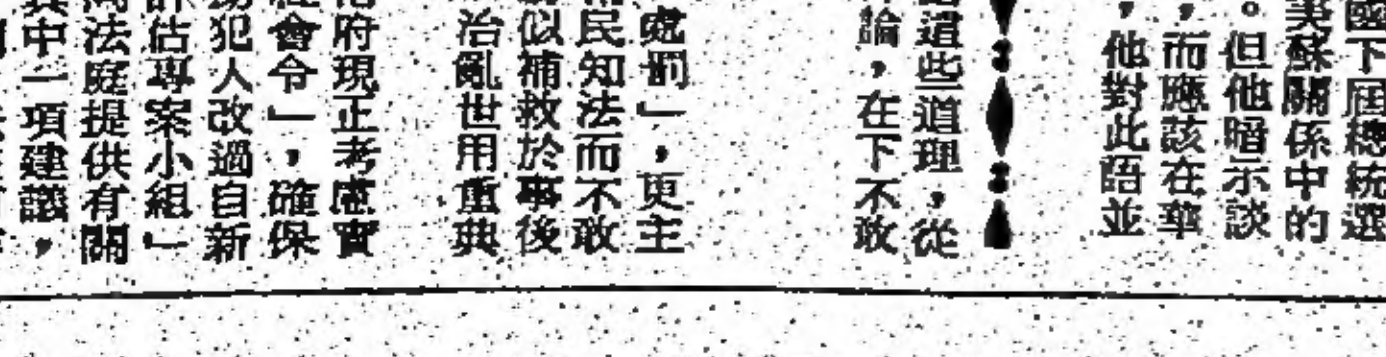 國下屆總統選
美蘇關係中的
。但他暗示談
,而應該在華
,他對此語並
這些道理,從
論,在下不敢
處罰」,更主
民知法而不敢
似補救於事後
治亂世用重典
府現正考慮實
會令」,確保
犯人改過自新
評估專案小組」
法庭提供有關
其中一項建議,